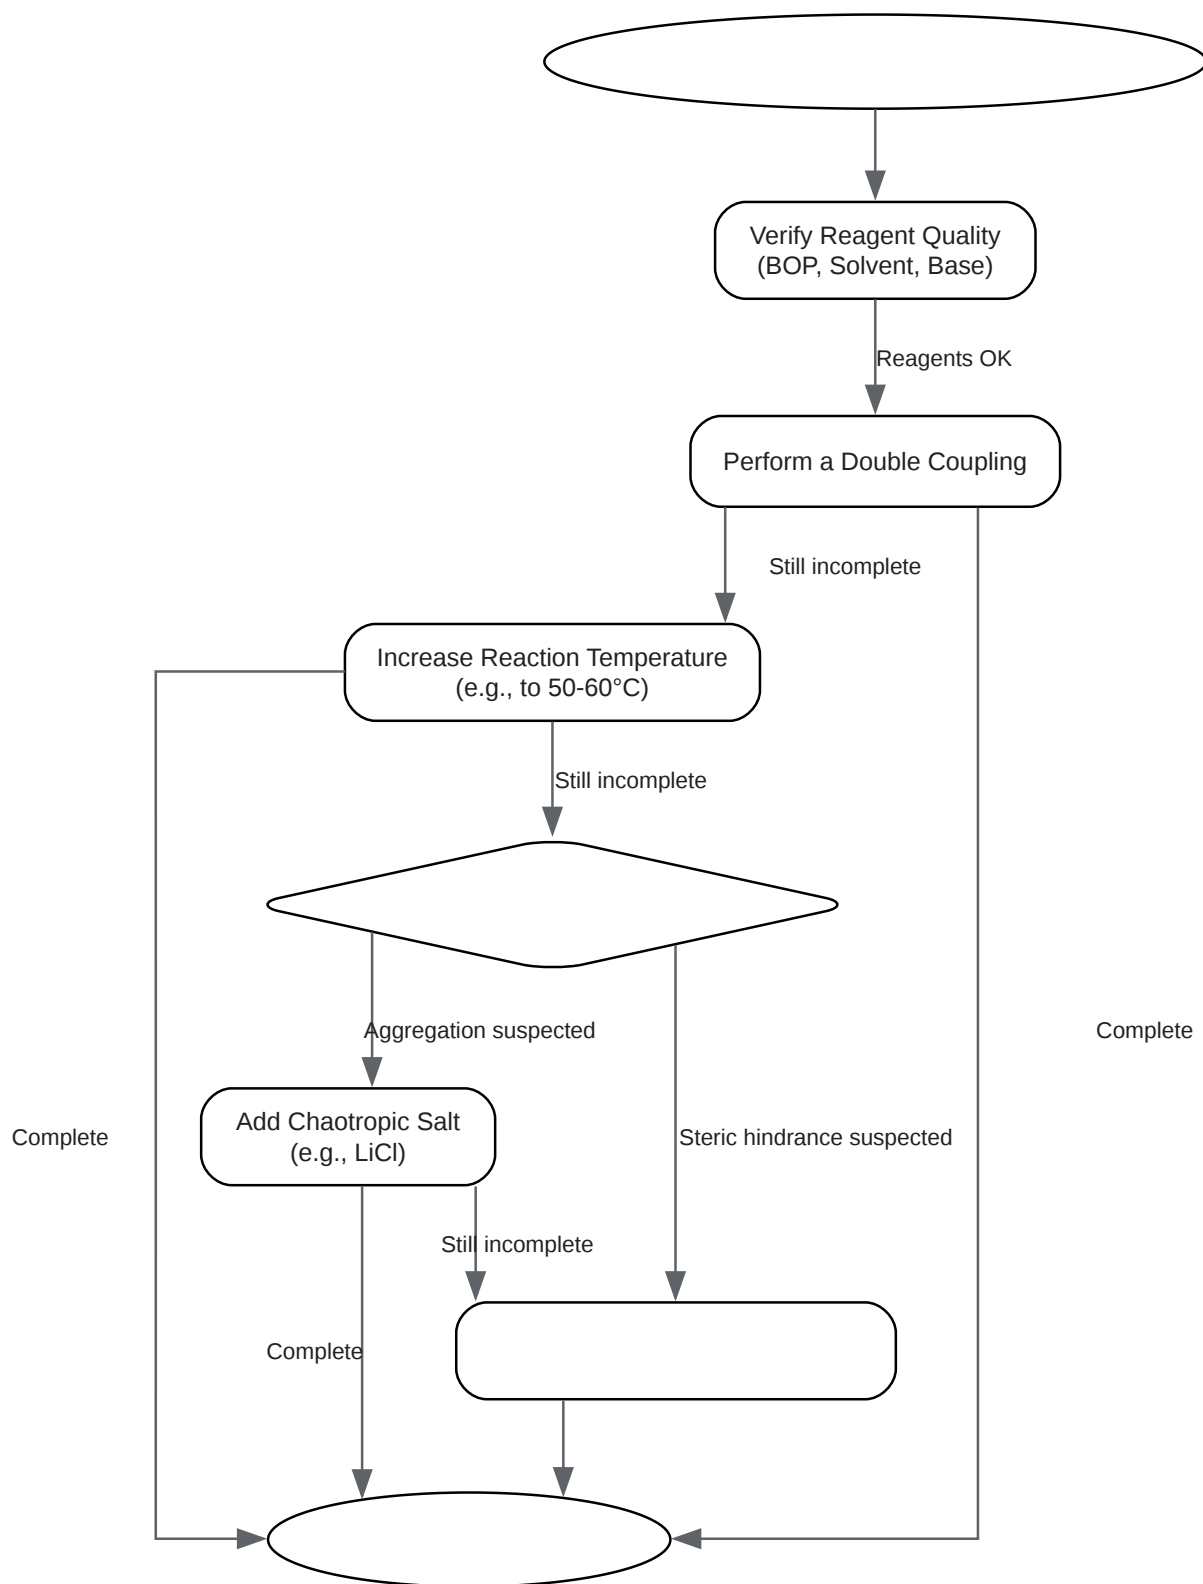 Verify Reagent Quality
(BOP, Solvent, Base)
Reagents OK
Perform a Double Coupling
Still incomplete
Increase Reaction Temperature
(e.g., to 50-60°C)
Still incomplete
Aggregation suspected
Complete
Add Chaotropic Salt
(e.g., LiCl)
Complete
Steric hindrance suspected
Still incomplete
Complete